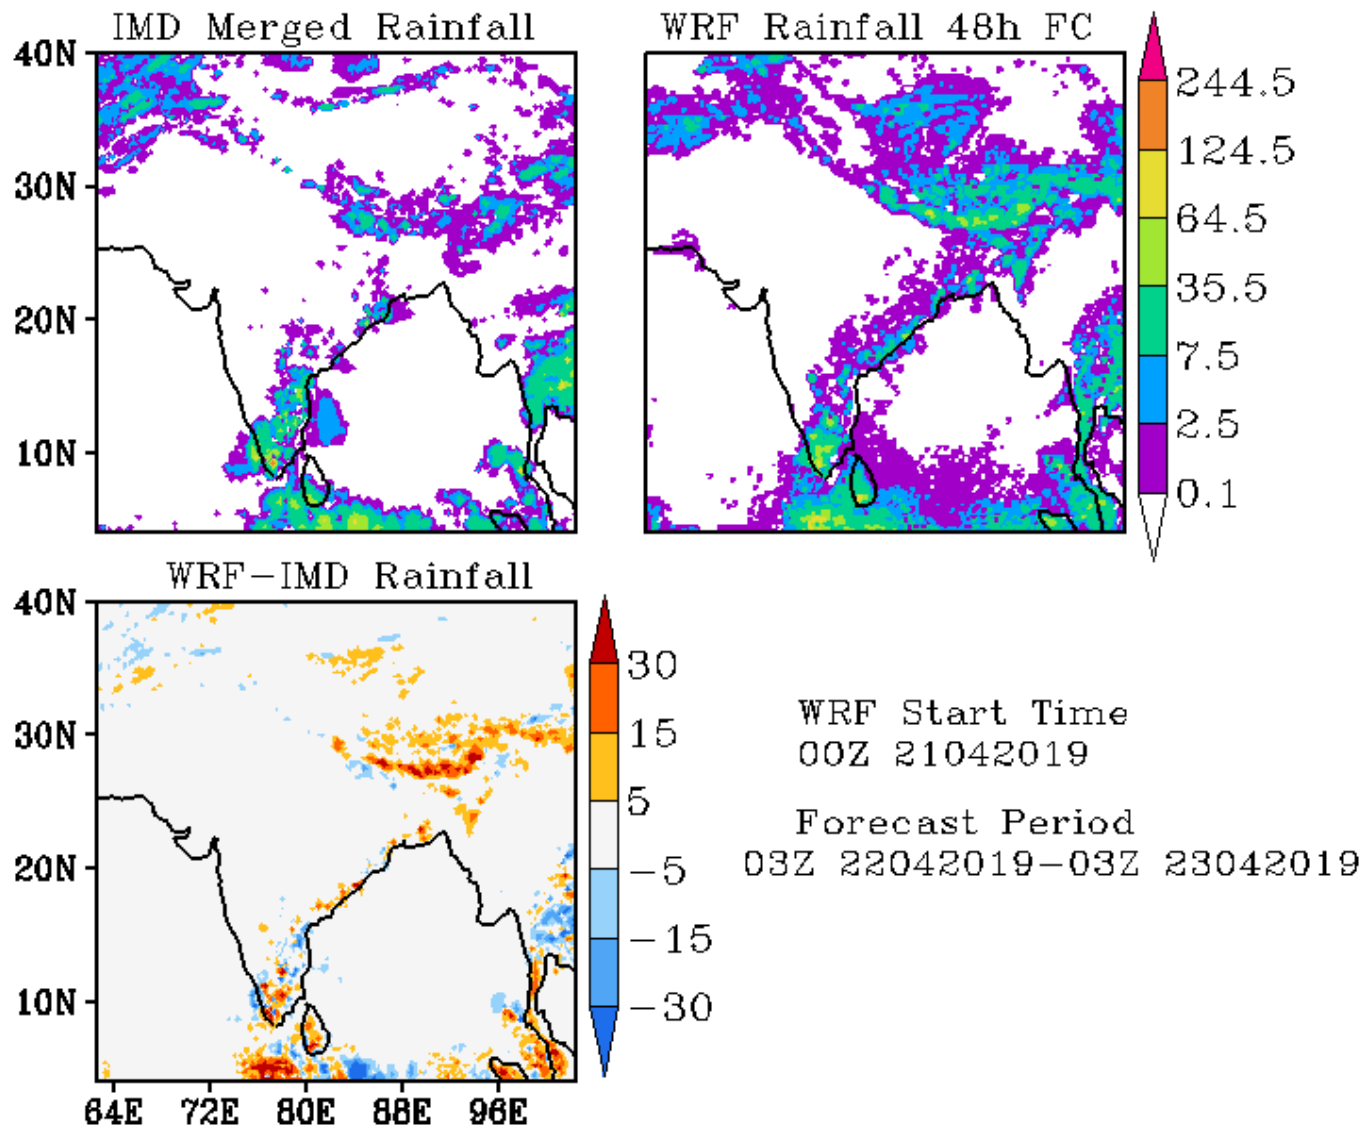 IMD Merged Rainfall
WRF Rainfall 48h FC
40N
30N
20N
10N
244.5
124.5
64.5
35.5
7.5
2.5
0.1
WRF-IMD Rainfall
40N
30N
20N
10N
64E 72E 80E 88E 96E
30
15
5
-5
-15
-30
WRF Start Time
00Z 21042019
Forecast Period
03Z 22042019-03Z 23042019